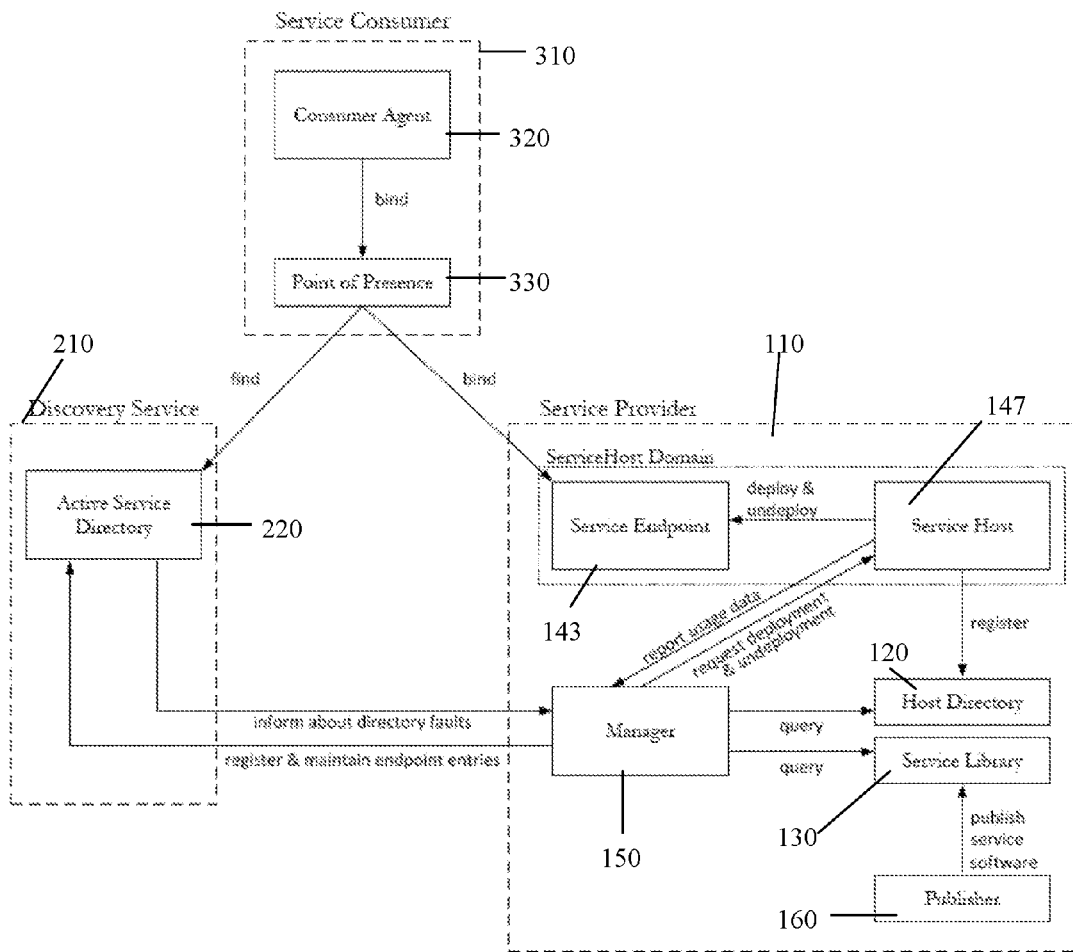 Service Consumer
310
Consumer Agent
320
bind
Point of Presence
330
210
110
find
bind
Discovery Service
Service Provider
147
ServiceHost Domain
Active Service
Directory
220
Service Endpoint
deploy &
undeploy
Service Host
143
report usage data
request deployment
& undeployment
register
120
Host Directory
inform about directory faults
Manager
query
register & maintain endpoint entries
query
Service Library
150
130
publish
service
software
Publisher
160